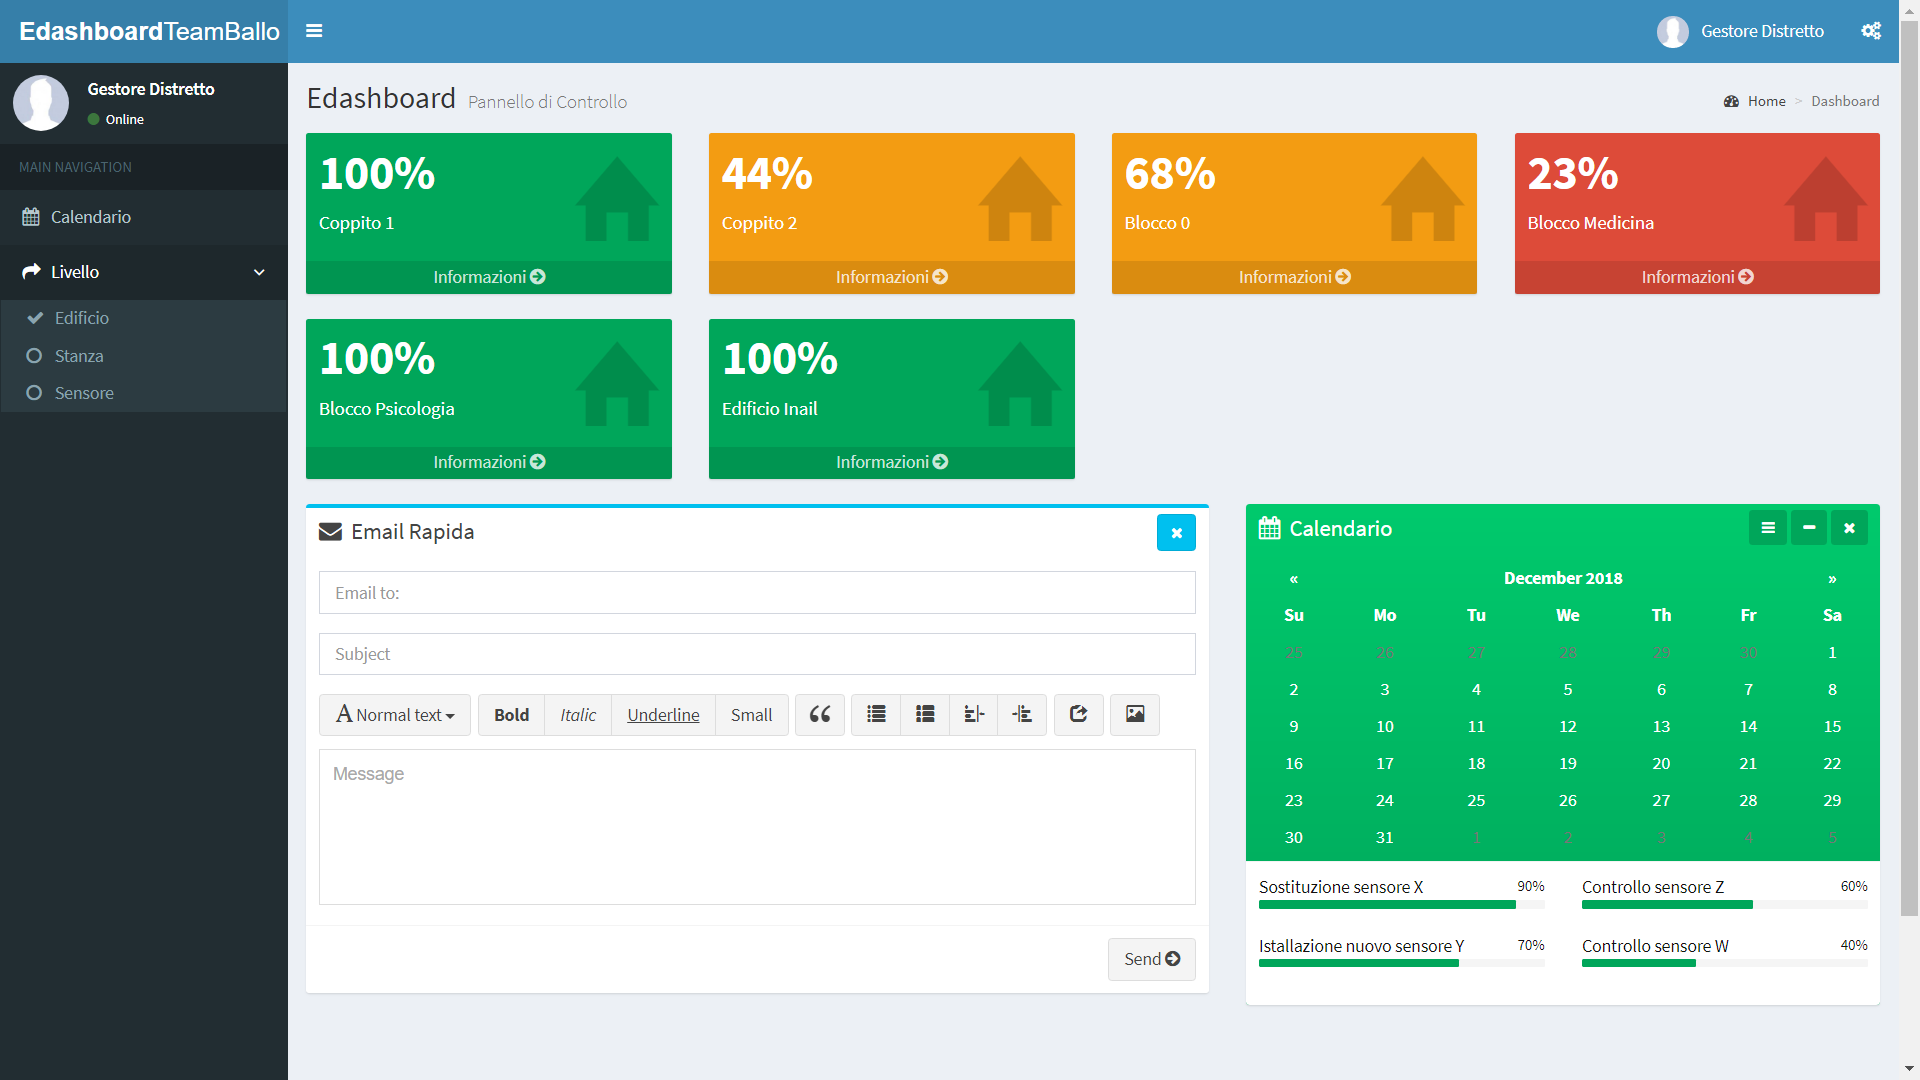 EdashboardTeamBallo
Gestore Distretto
Gestore Distretto
Online
MAIN NAVIGATION
Calendario
Livello
Edificio
Stanza
Sensore
Edashboard Pannello di Controllo
Home > Dashboard
100%
Coppito 1
Informazioni
44%
Coppito 2
Informazioni
68%
Blocco 0
Informazioni
23%
Blocco Medicina
Informazioni
100%
Blocco Psicologia
Informazioni
100%
Edificio Inail
Informazioni
Email Rapida
Email to:
Subject
A Normal text Bold Italic Underline Small
Message
Send
Calendario
« December 2018 »
Su Mo Tu We Th Fr Sa
25 26 27 28 29 30 1
2 3 4 5 6 7 8
9 10 11 12 13 14 15
16 17 18 19 20 21 22
23 24 25 26 27 28 29
30 31 1 2 3 4 5
Sostituzione sensore X 90%
Controllo sensore Z 60%
Istallazione nuovo sensore Y 70%
Controllo sensore W 40%